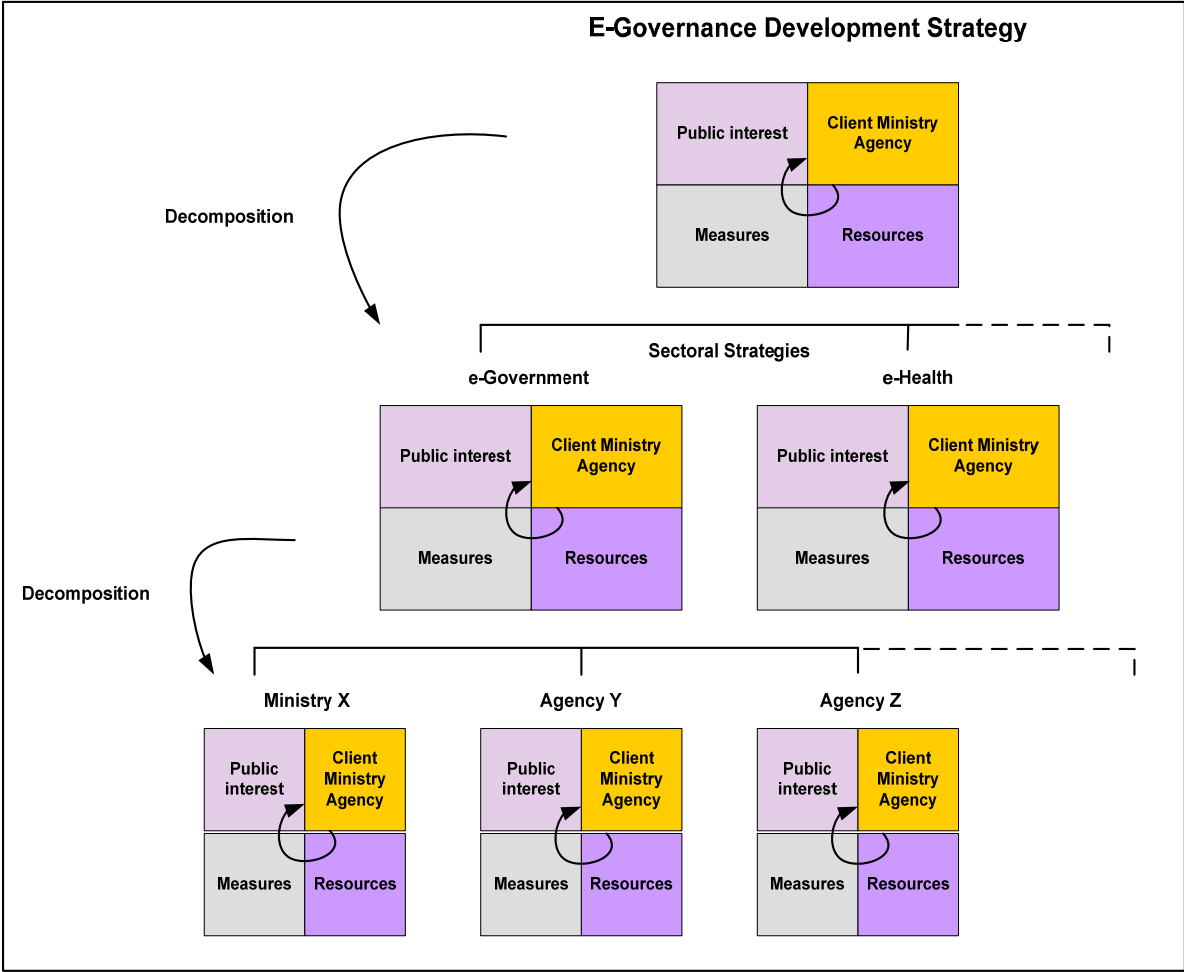 E-Governance Development Strategy
Public interest
Client Ministry
Agency
Measures
Resources
Decomposition
Sectoral Strategies
e-Government
e-Health
Public interest
Client Ministry
Agency
Measures
Resources
Public interest
Client Ministry
Agency
Measures
Resources
Decomposition
Ministry X
Agency Y
Agency Z
Public
interest
Client
Ministry
Agency
Measures
Resources
Public
interest
Client
Ministry
Agency
Measures
Resources
Public
interest
Client
Ministry
Agency
Measures
Resources